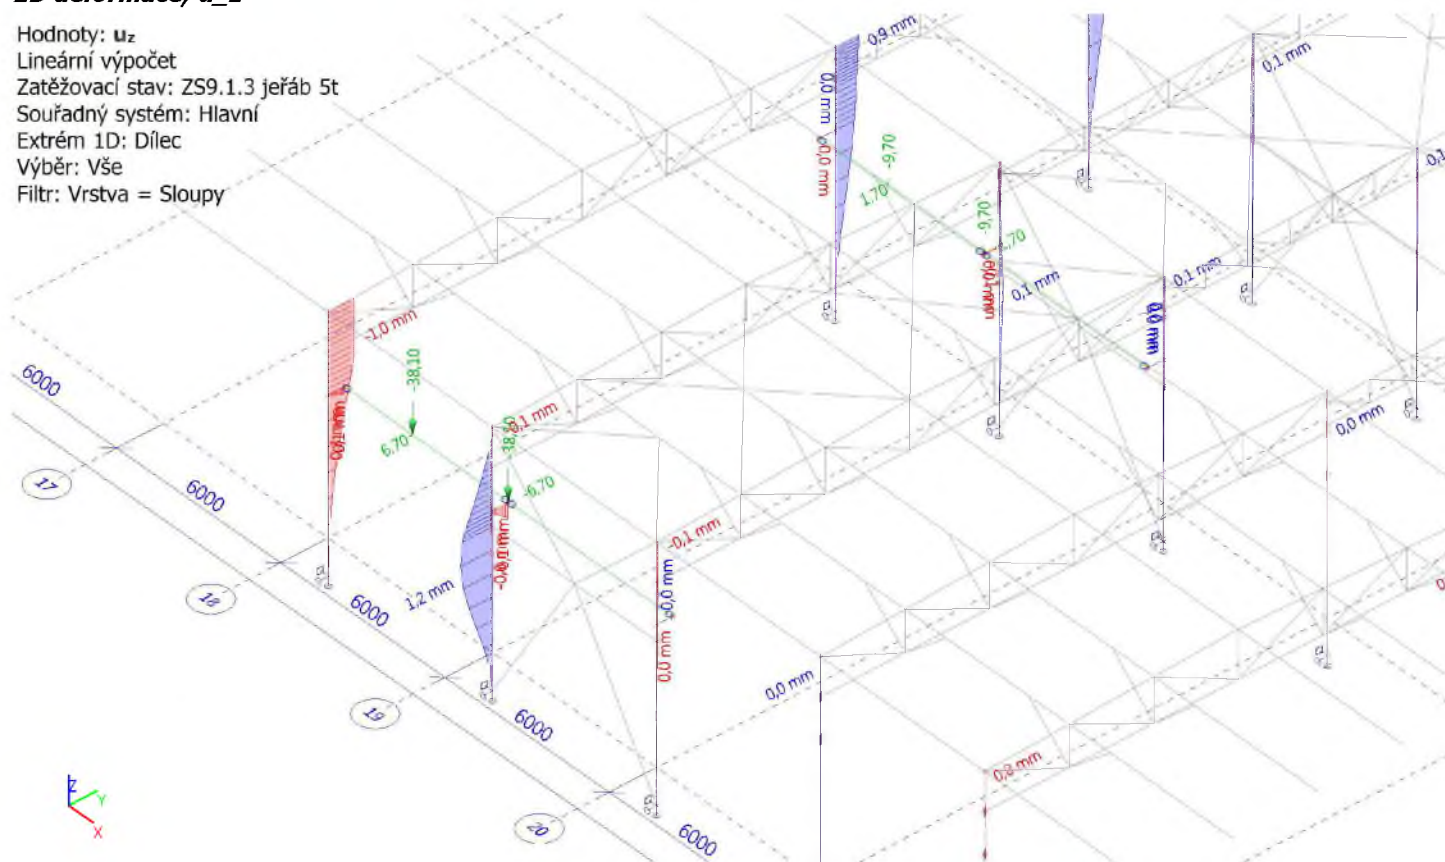 1D deformace; u_z
Hodnoty: uz
Lineární výpočet
Zatěžovací stav: ZS9.1.3 jeřáb 5t
Souřadný systém: Hlavní
Extrém 1D: Dílec
Výběr: Vše
Filtr: Vrstva = Sloupy
0,9 mm
0,0 mm
0,0 mm
-9,70
1,70
0,1 mm
-9,70
0,1 mm
0,1 mm
-1,0 mm
-38,10
6,70
-0,1 mm
-6,70
1,2 mm
-0,1 mm
0,0 mm
0,0 mm
0,0 mm
0,0 mm
6000
6000
6000
6000
6000
17
18
19
20
Z
Y
X